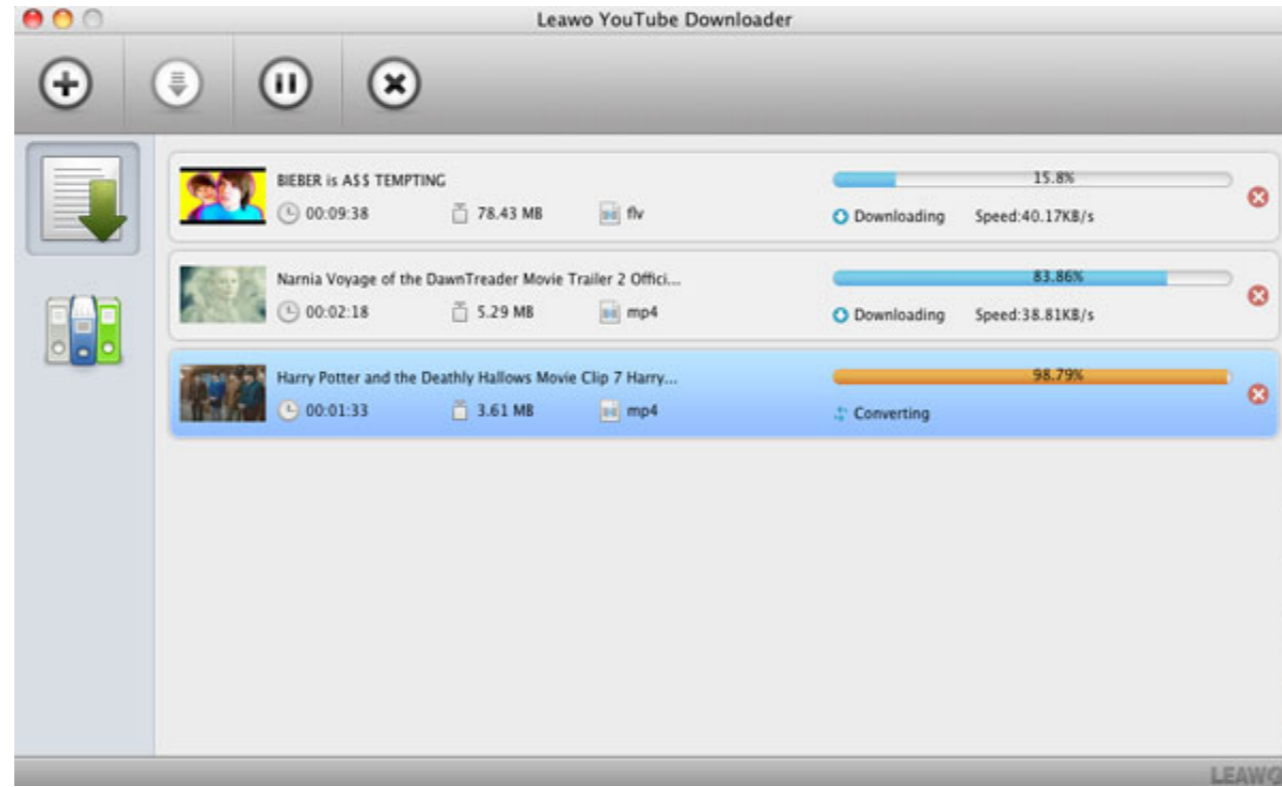 Leawo YouTube Downloader
BIEBER is A$$ TEMPTING
15.8%
00:09:38 78.43 MB flv
Downloading Speed:40.17KB/s
Narnia Voyage of the DawnTreader Movie Trailer 2 Offici...
83.86%
00:02:18 5.29 MB mp4
Downloading Speed:38.81KB/s
Harry Potter and the Deathly Hallows Movie Clip 7 Harry...
98.79%
00:01:33 3.61 MB mp4
Converting
LEAWO